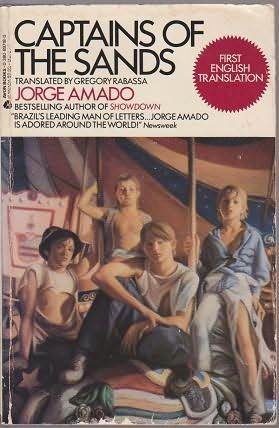 CAPTAINS OF
THE SANDS
TRANSLATED BY GREGORY RABASSA
JORGE AMADO
BESTSELLING AUTHOR OF SHOWDOWN
"BRAZIL'S LEADING MAN OF LETTERS...JORGE AMADO
IS ADORED AROUND THE WORLD!" Newsweek
FIRST
ENGLISH
TRANSLATION